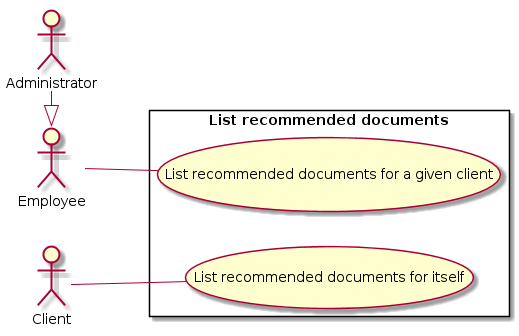 Administrator
List recommended documents
List recommended documents for a given client
Employee
List recommended documents for itself
Client